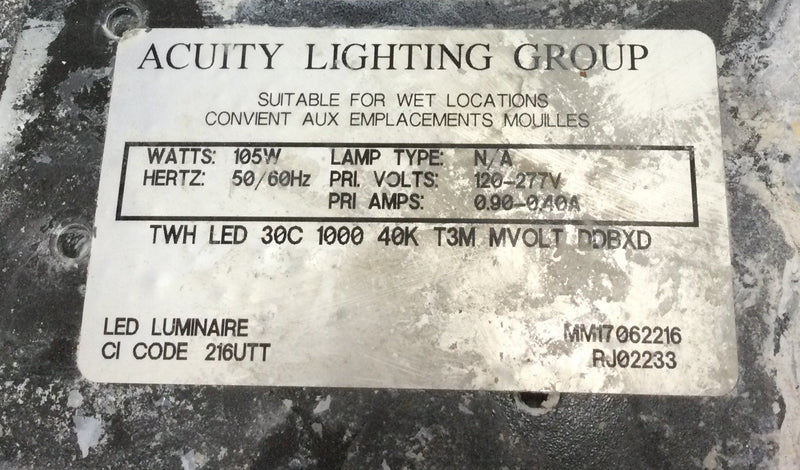 ACUITY LIGHTING GROUP
SUITABLE FOR WET LOCATIONS
CONVIENT AUX EMPLACEMENTS MOUILLES
WATTS: 105W LAMP TYPE: N/A
HERTZ: 50/60Hz PRI. VOLTS: 120-277V
PRI AMPS: 0.90-0.40A
TWH LED 30C 1000 40K T3M MVOLT DDBXD
LED LUMINAIRE MM17062216
CI CODE 216UTT RJ02233